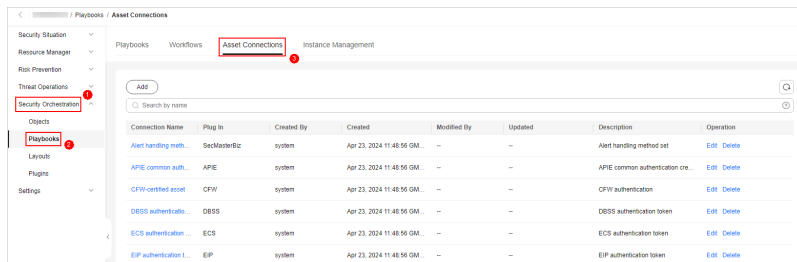 / Playbooks / Asset Connections
Security Situation
Resource Manager
Risk Prevention
Threat Operations
1
Security Orchestration
Objects
Playbooks
2
Layouts
Plugins
Settings
Playbooks Workflows Asset Connections Instance Management
3
Add
Search by name
Connection Name Plug In Created By Created Modified By Updated Description Operation
Alert handling meth... SecMasterBiz system Apr 23, 2024 11:48:56 GM... -- -- Alert handling method set Edit Delete
APIE common auth... APIE system Apr 23, 2024 11:48:56 GM... -- -- APIE common authentication cre... Edit Delete
CFW-certified asset CFW system Apr 23, 2024 11:48:56 GM... -- -- CFW authentication Edit Delete
DBSS authenticatio... DBSS system Apr 23, 2024 11:48:56 GM... -- -- DBSS authentication token Edit Delete
ECS authentication ... ECS system Apr 23, 2024 11:48:56 GM... -- -- ECS authentication token Edit Delete
EIP authentication t... EIP system Apr 23, 2024 11:48:56 GM... -- -- EIP authentication token Edit Delete